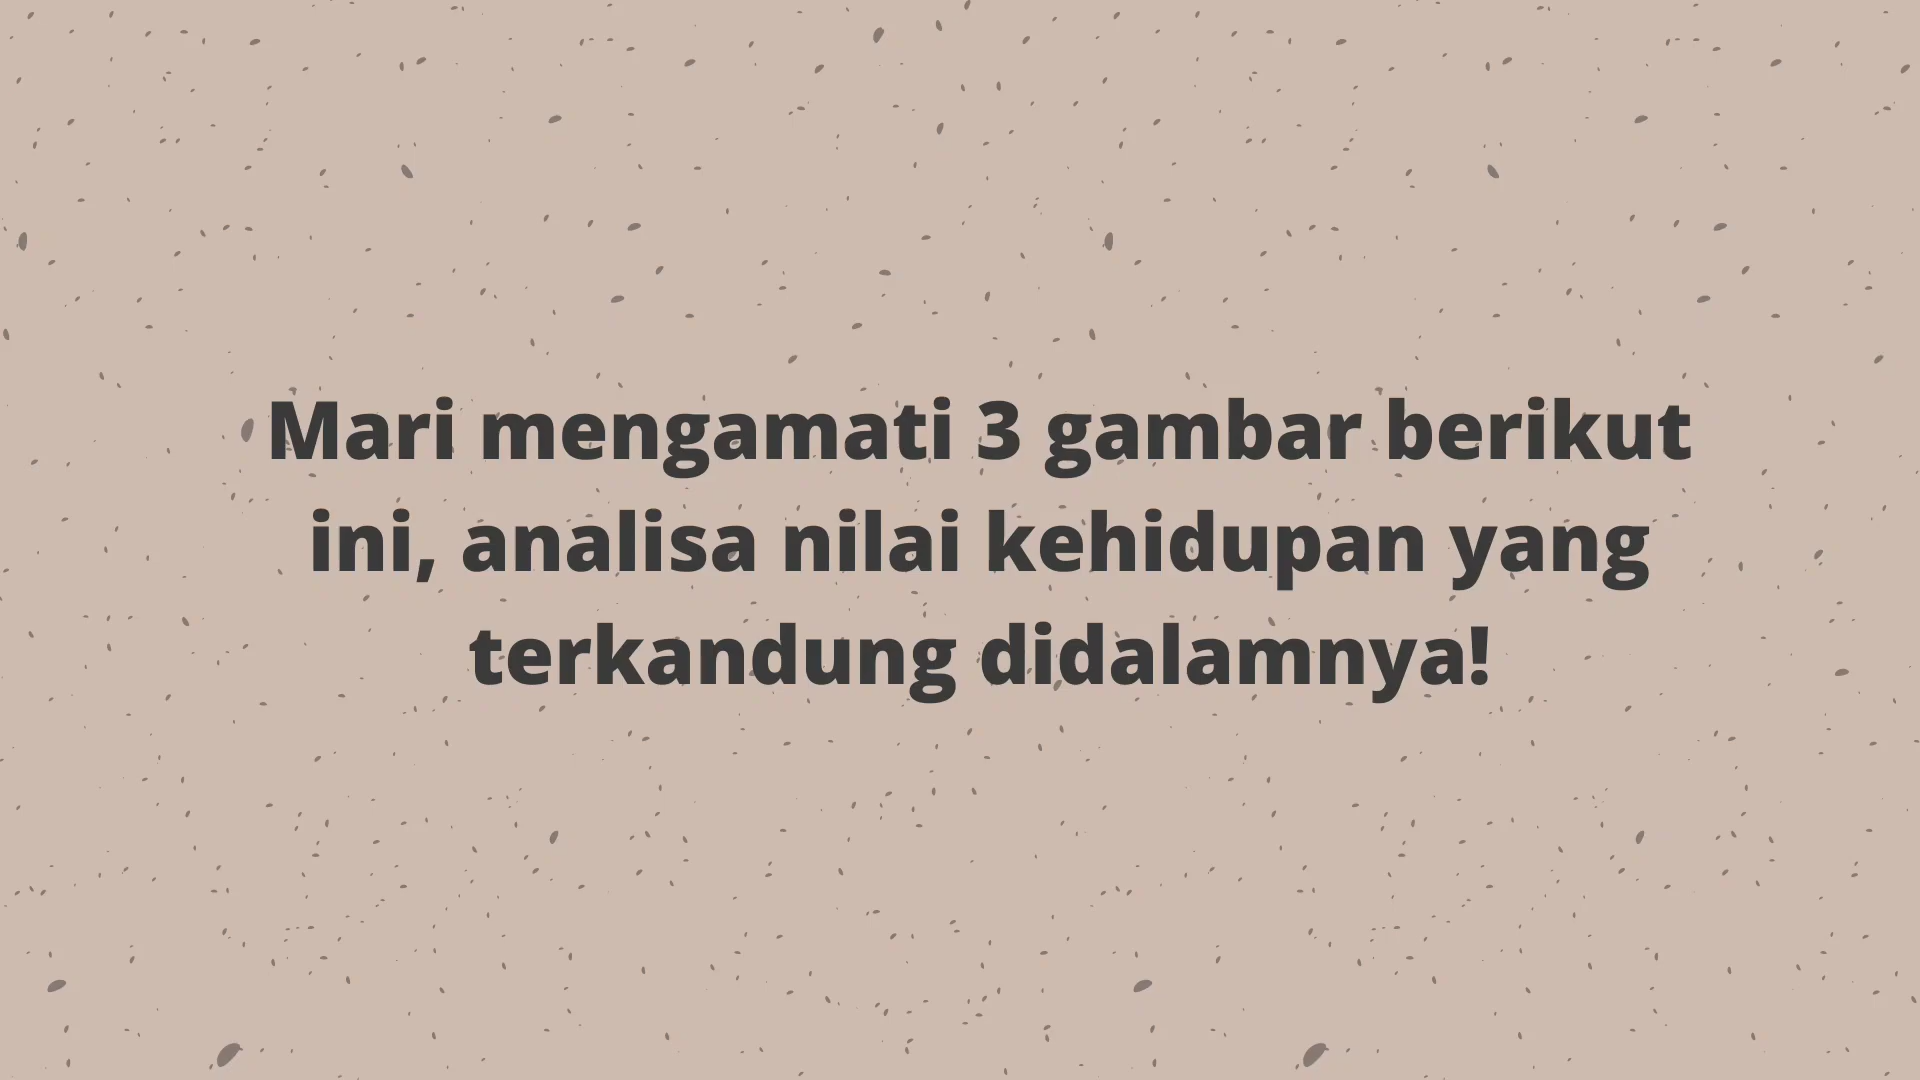 Mari mengamati 3 gambar berikut
ini, analisa nilai kehidupan yang
terkandung didalamnya!